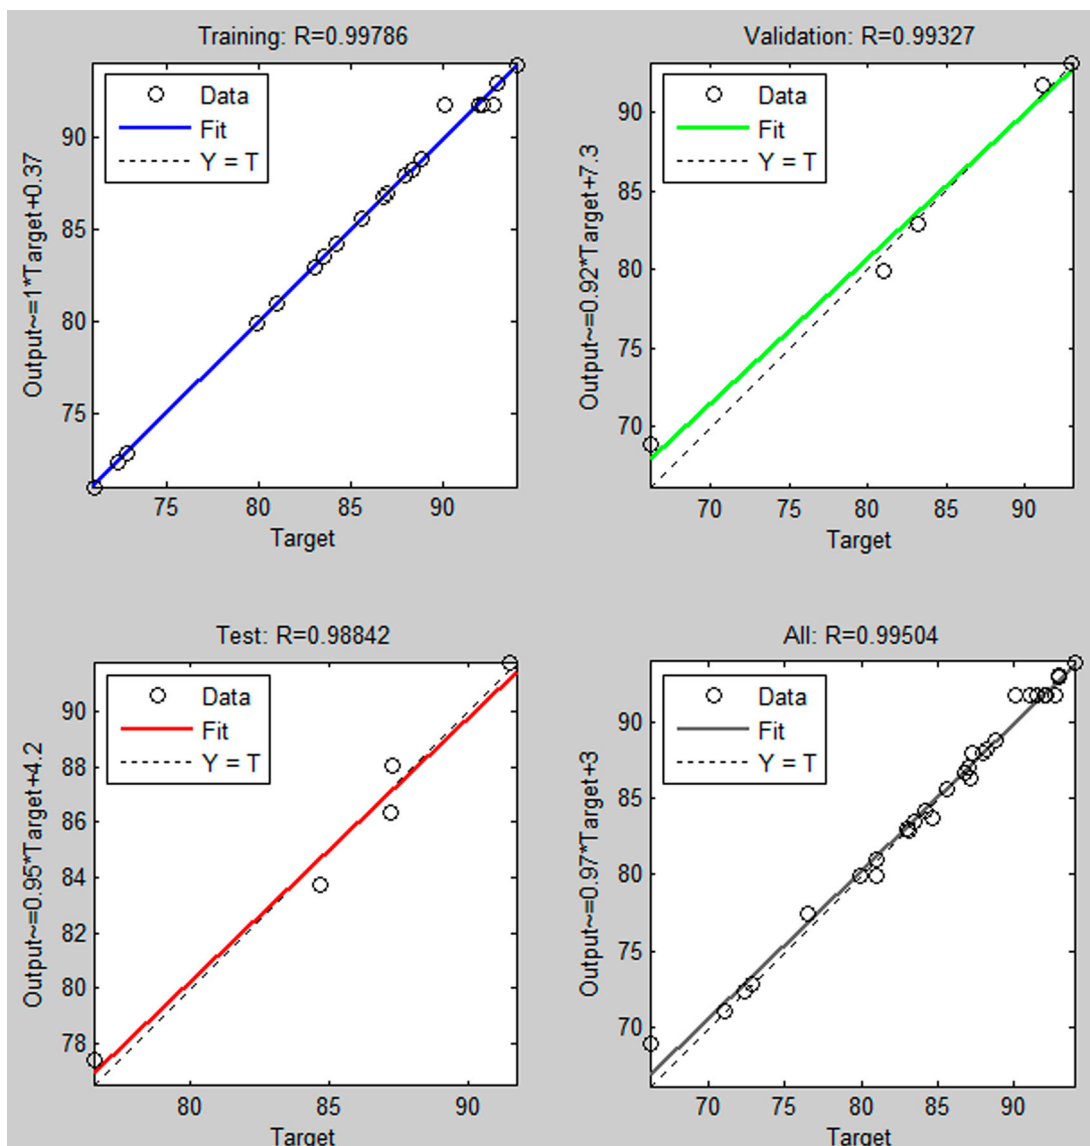 Training: R=0.99786
Data
Fit
Y = T
Output~=1*Target+0.37
90
85
80
75
75 80 85 90
Target
Validation: R=0.99327
Data
Fit
Y = T
Output~=0.92*Target+7.3
90
85
80
75
70
70 75 80 85 90
Target
Test: R=0.98842
Data
Fit
Y = T
Output~=0.95*Target+4.2
90
88
86
84
82
80
78
80 85 90
Target
All: R=0.99504
Data
Fit
Y = T
Output~=0.97*Target+3
90
85
80
75
70
70 75 80 85 90
Target